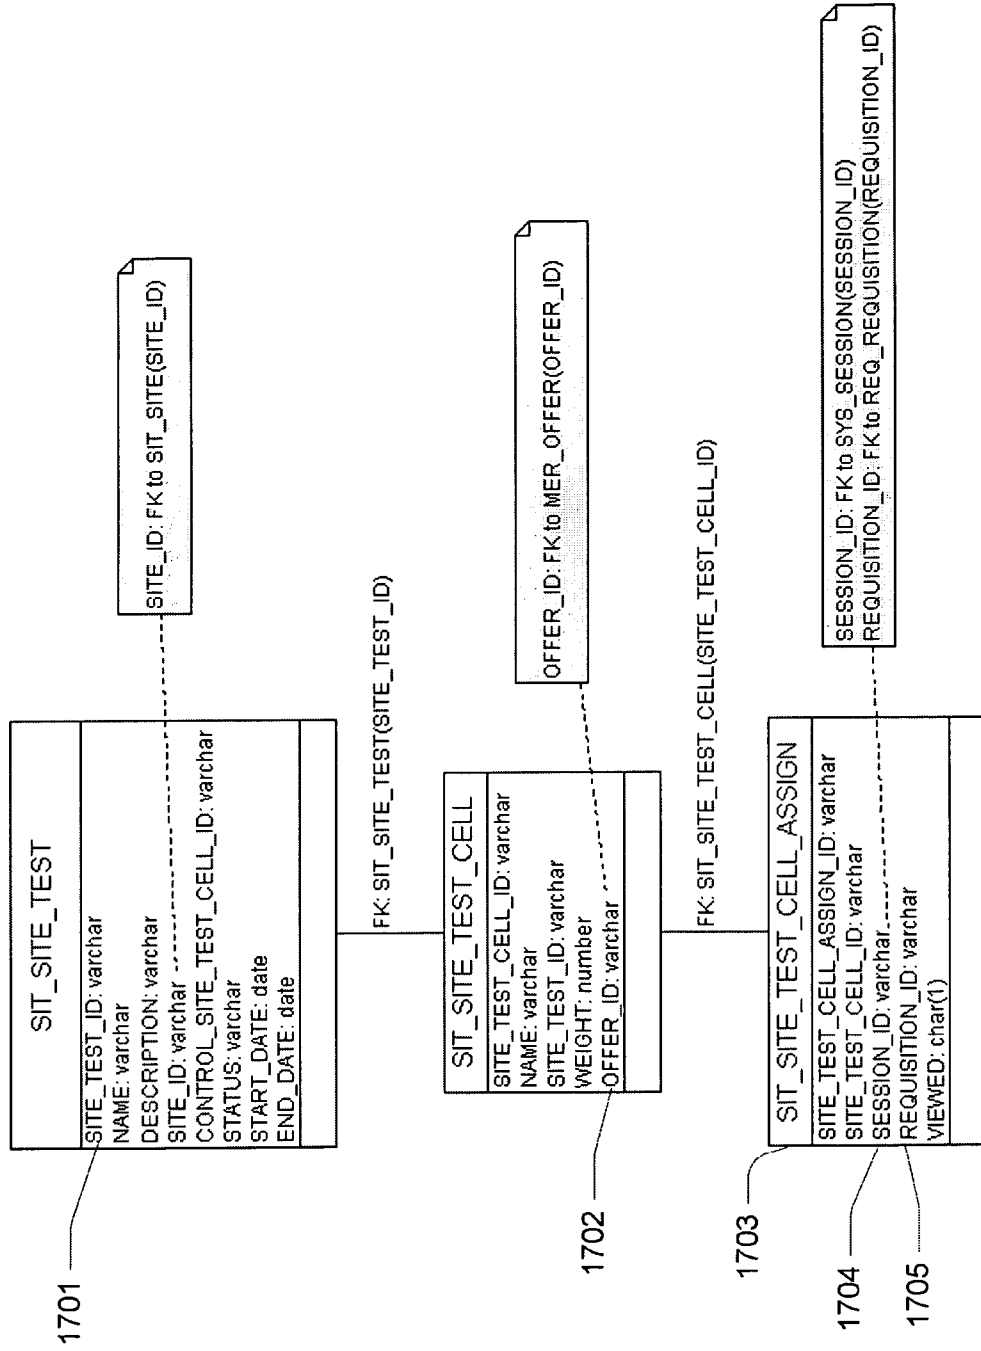 SIT_SITE_TEST
SITE_TEST_ID: varchar
NAME: varchar
DESCRIPTION: varchar
SITE_ID: varchar
CONTROL_SITE_TEST_CELL_ID: varchar
STATUS: varchar
START_DATE: date
END_DATE: date
1701
SITE_ID: FK to SIT_SITE(SITE_ID)
FK: SIT_SITE_TEST(SITE_TEST_ID)
SIT_SITE_TEST_CELL
SITE_TEST_CELL_ID: varchar
NAME: varchar
SITE_TEST_ID: varchar
WEIGHT: number
OFFER_ID: varchar
1702
OFFER_ID: FK to MER_OFFER(OFFER_ID)
FK: SIT_SITE_TEST_CELL(SITE_TEST_CELL_ID)
SIT_SITE_TEST_CELL_ASSIGN
SITE_TEST_CELL_ASSIGN_ID: varchar
SITE_TEST_CELL_ID: varchar
SESSION_ID: varchar
REQUISITION_ID: varchar
VIEWED: char(1)
1703
1704
1705
SESSION_ID: FK to SYS_SESSION(SESSION_ID)
REQUISITION_ID: FK to REQ_REQUISITION(REQUISITION_ID)